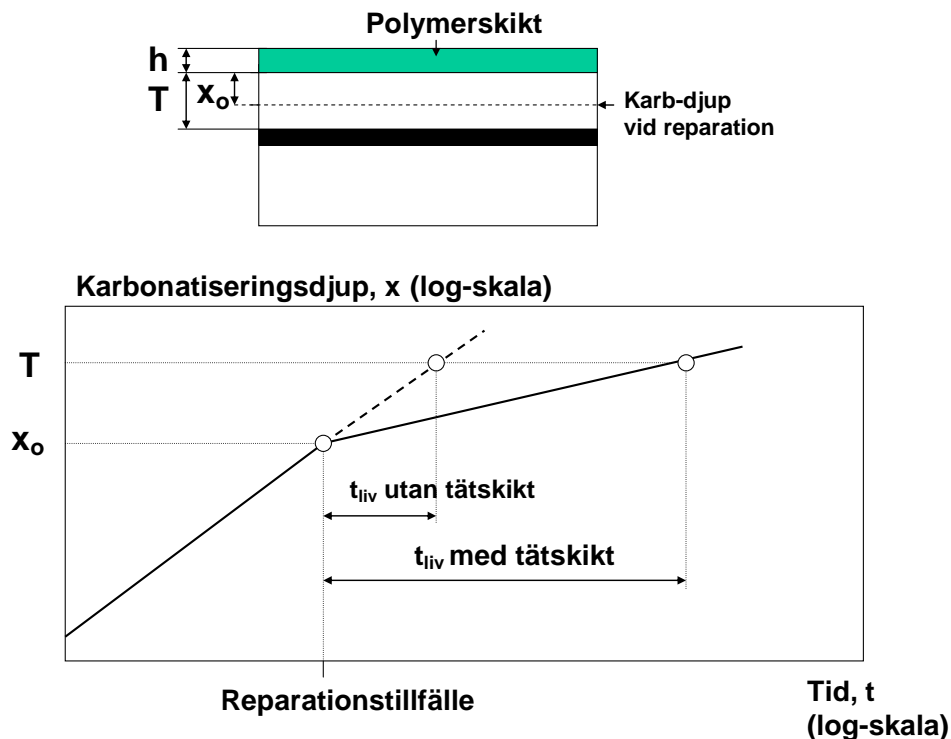 Polymerskikt
h
T
xo
Karb-djup
vid reparation
Karbonatiseringsdjup, x (log-skala)
T
xo
tliv utan tätskikt
tliv med tätskikt
Reparationstillfälle
Tid, t
(log-skala)